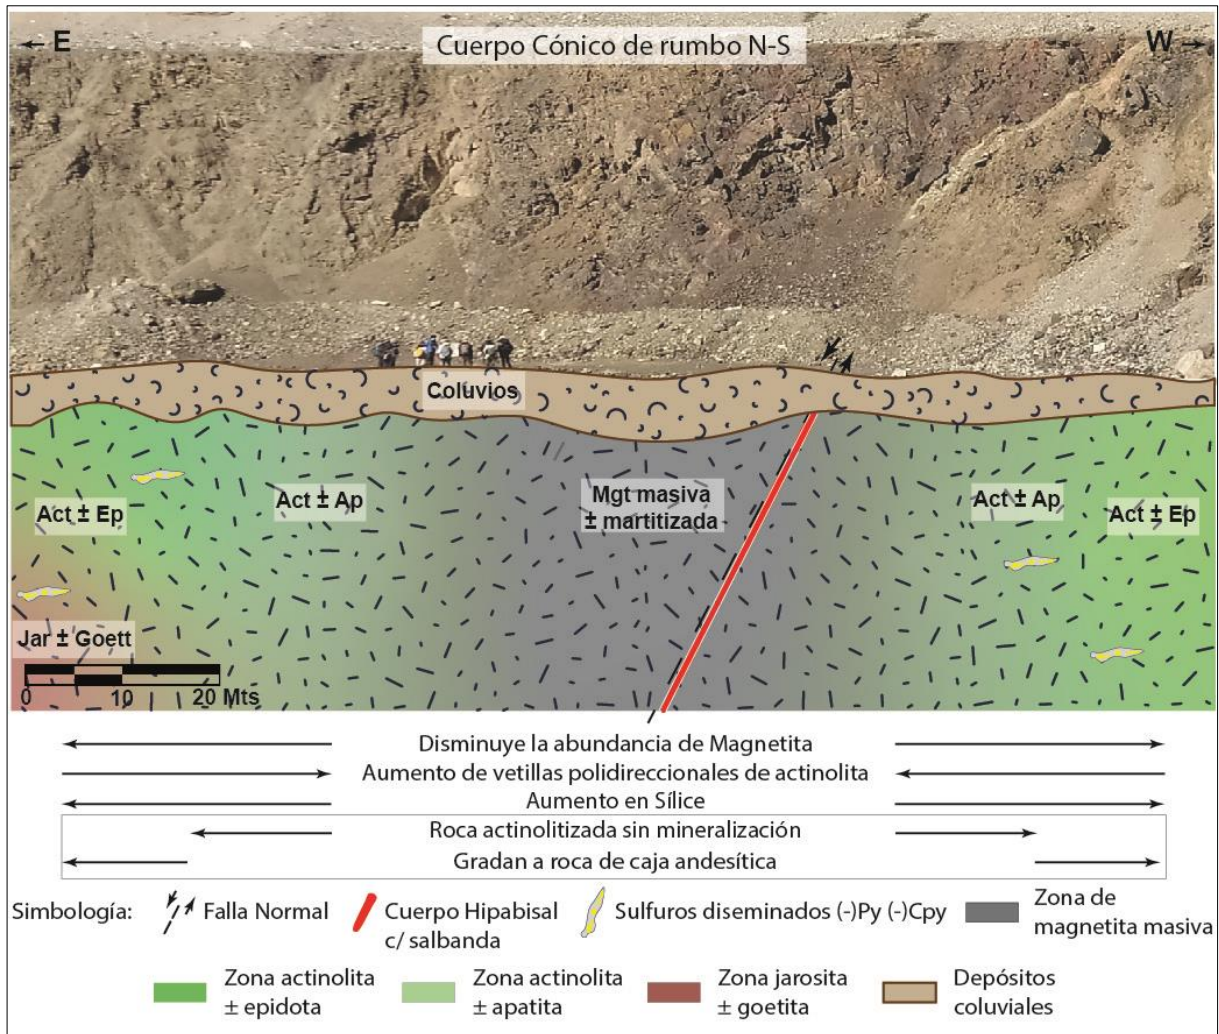 E
Cuerpo Cónico de rumbo N-S
W
Coluvios
Act ± Ep
Act ± Ap
Mgt masiva
± martitizada
Act ± Ap
Act ± Ep
Jar ± Goett
0 10 20 Mts
Disminuye la abundancia de Magnetita
Aumento de vetillas polidireccionales de actinolita
Aumento en Sílice
Roca actinolitizada sin mineralización
Gradan a roca de caja andesítica
Simbología:
Falla Normal
Cuerpo Hipabisal
c/ salbanda
Sulfuros diseminados (-)Py (-)Cpy
Zona de
magnetita masiva
Zona actinolita
± epidota
Zona actinolita
± apatita
Zona jarosita
± goetita
Depósitos
coluviales